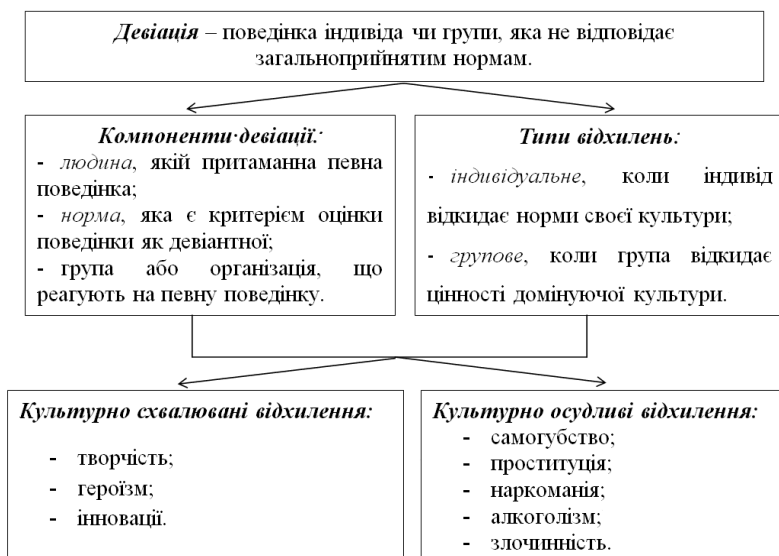 Девіація – поведінка індивіда чи групи, яка не відповідає
загальноприйнятим нормам.
Компоненти·девіації:
- людина, якій притаманна певна
поведінка;
- норма, яка є критерієм оцінки
поведінки як девіантної;
- група або організація, що
реагують на певну поведінку.
Типи відхилень:
- індивідуальне, коли індивід
відкидає норми своєї культури;
- групове, коли група відкидає
цінності домінуючої культури.
Культурно схвалювані відхилення:
- творчість;
- героїзм;
- інновації.
Культурно осудливі відхилення:
- самогубство;
- проституція;
- наркоманія;
- алкоголізм;
- злочинність.